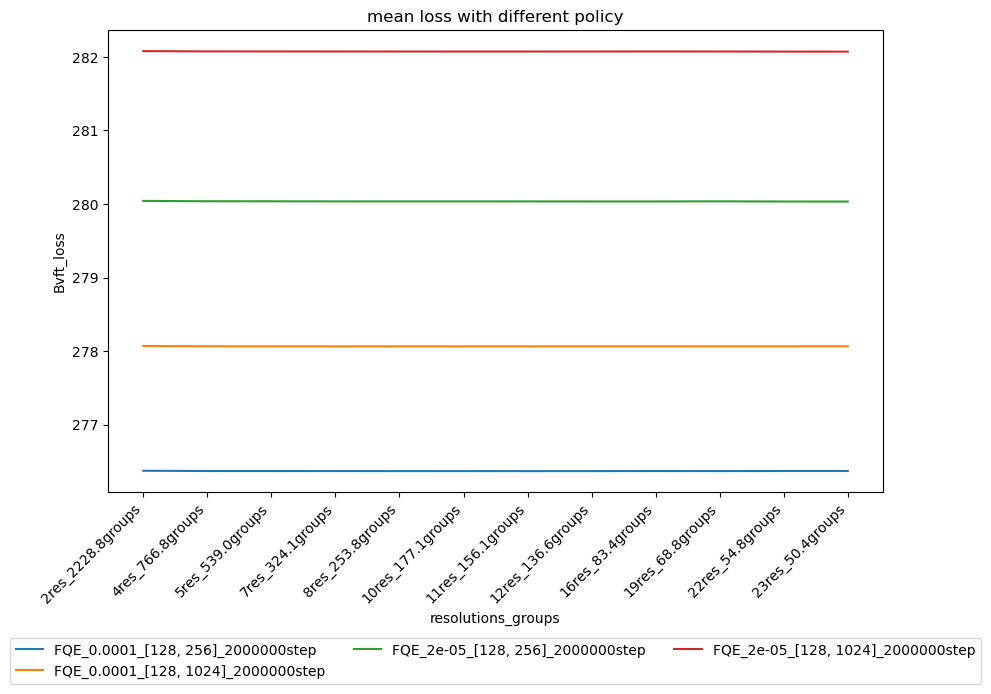 mean loss with different policy
Bvft_loss
282
281
280
279
278
277
2res_2228.8groups
4res_766.8groups
5res_539.0groups
7res_324.1groups
8res_253.8groups
10res_177.1groups
11res_156.1groups
12res_136.6groups
16res_83.4groups
19res_68.8groups
22res_54.8groups
23res_50.4groups
resolutions_groups
FQE_0.0001_[128, 256]_2000000step
FQE_0.0001_[128, 1024]_2000000step
FQE_2e-05_[128, 256]_2000000step
FQE_2e-05_[128, 1024]_2000000step